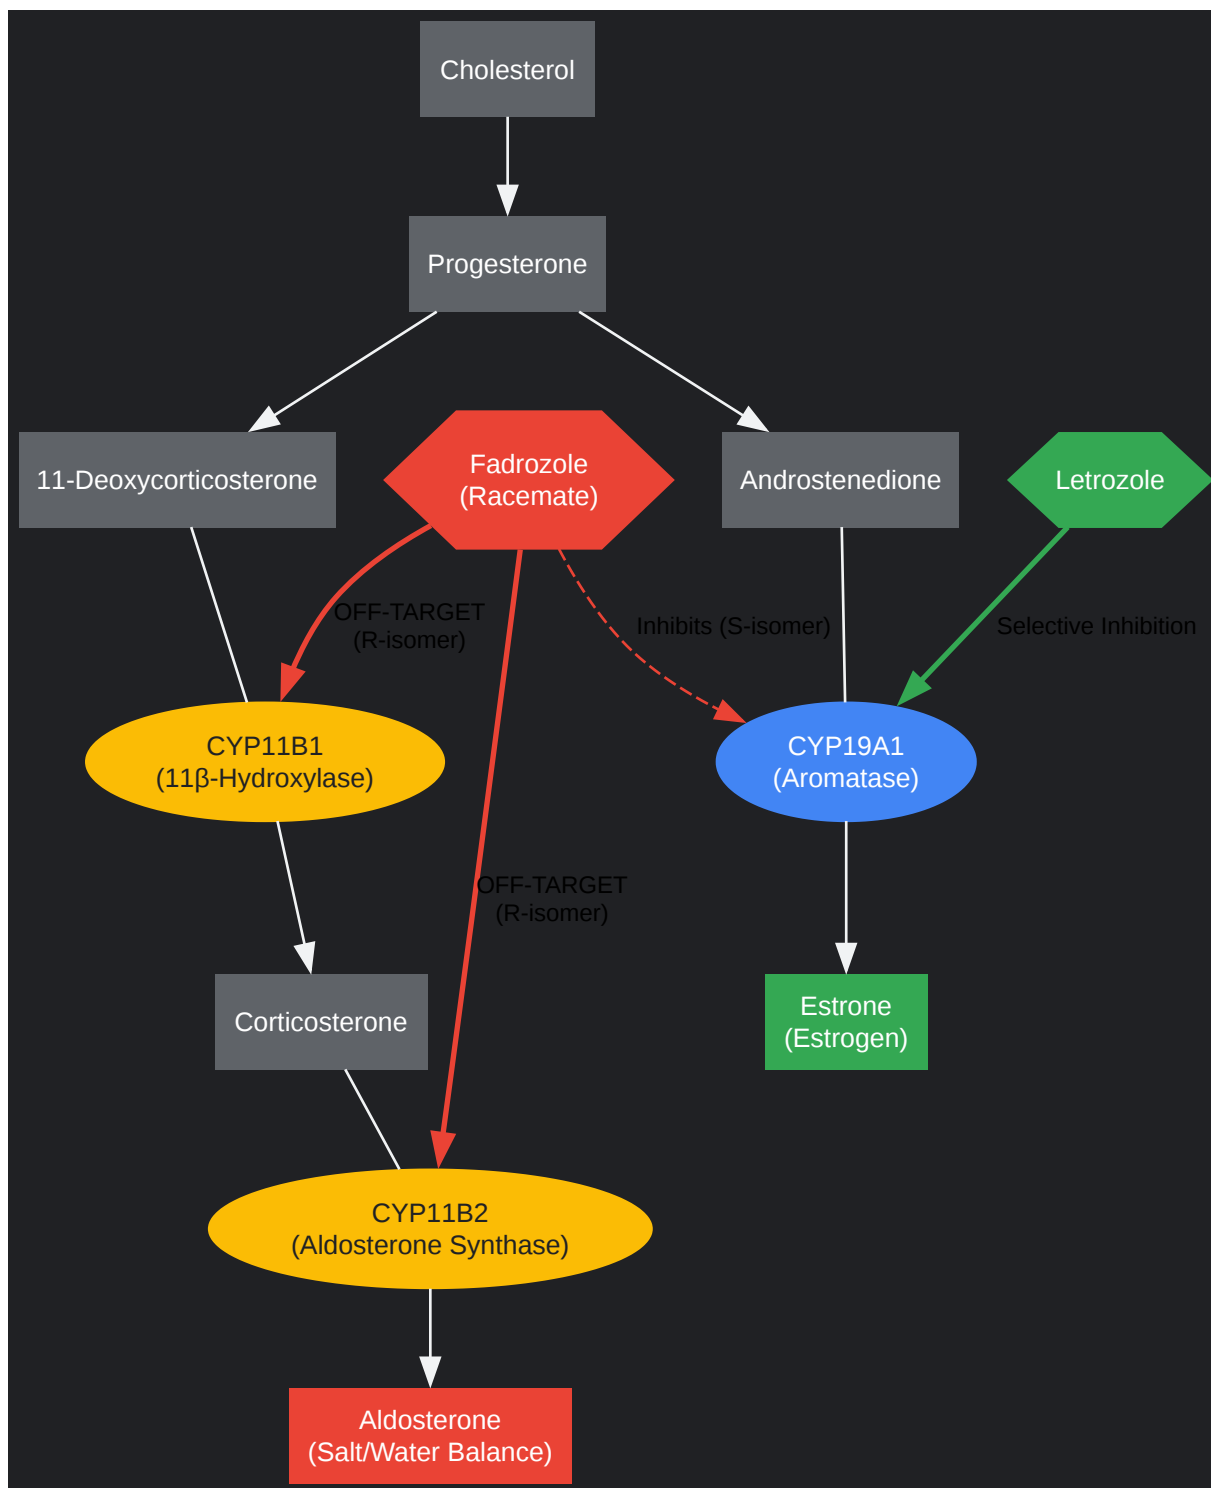 Cholesterol
Progesterone
11-Deoxycorticosterone
Fadrozole
(Racemate)
Androstenedione
Letrozole
OFF-TARGET
(R-isomer)
Inhibits (S-isomer)
Selective Inhibition
CYP11B1
(11β-Hydroxylase)
CYP19A1
(Aromatase)
OFF-TARGET
(R-isomer)
Corticosterone
Estrone
(Estrogen)
CYP11B2
(Aldosterone Synthase)
Aldosterone
(Salt/Water Balance)